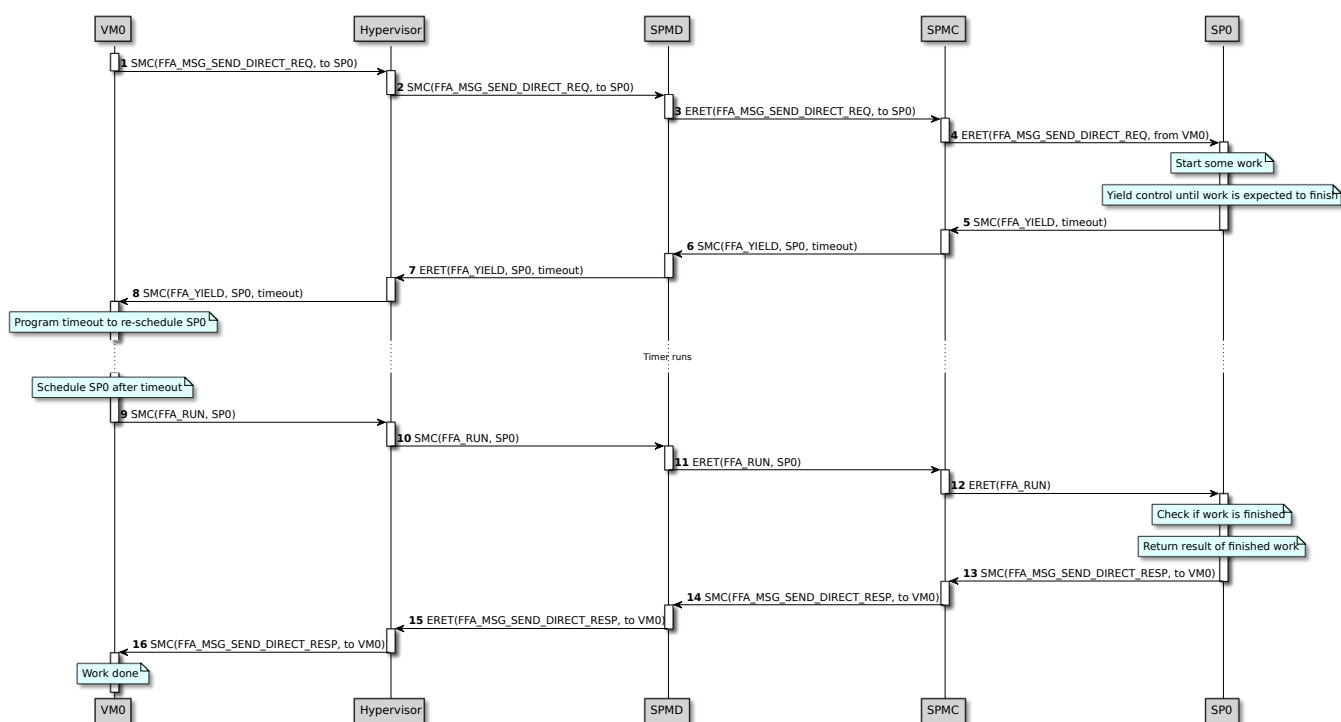 VM0 Hypervisor SPMD SPMC SP0
1 SMC(FFA_MSG_SEND_DIRECT_REQ, to SP0)
2 SMC(FFA_MSG_SEND_DIRECT_REQ, to SP0)
3 ERET(FFA_MSG_SEND_DIRECT_REQ, to SP0)
4 ERET(FFA_MSG_SEND_DIRECT_REQ, from VM0)
Start some work
Yield control until work is expected to finish
5 SMC(FFA_YIELD, timeout)
6 SMC(FFA_YIELD, SP0, timeout)
7 ERET(FFA_YIELD, SP0, timeout)
8 SMC(FFA_YIELD, SP0, timeout)
Program timeout to re-schedule SP0
Timer runs
Schedule SP0 after timeout
9 SMC(FFA_RUN, SP0)
10 SMC(FFA_RUN, SP0)
11 ERET(FFA_RUN, SP0)
12 ERET(FFA_RUN)
Check if work is finished
Return result of finished work
13 SMC(FFA_MSG_SEND_DIRECT_RESP, to VM0)
14 SMC(FFA_MSG_SEND_DIRECT_RESP, to VM0)
15 ERET(FFA_MSG_SEND_DIRECT_RESP, to VM0)
16 SMC(FFA_MSG_SEND_DIRECT_RESP, to VM0)
Work done
VM0 Hypervisor SPMD SPMC SP0